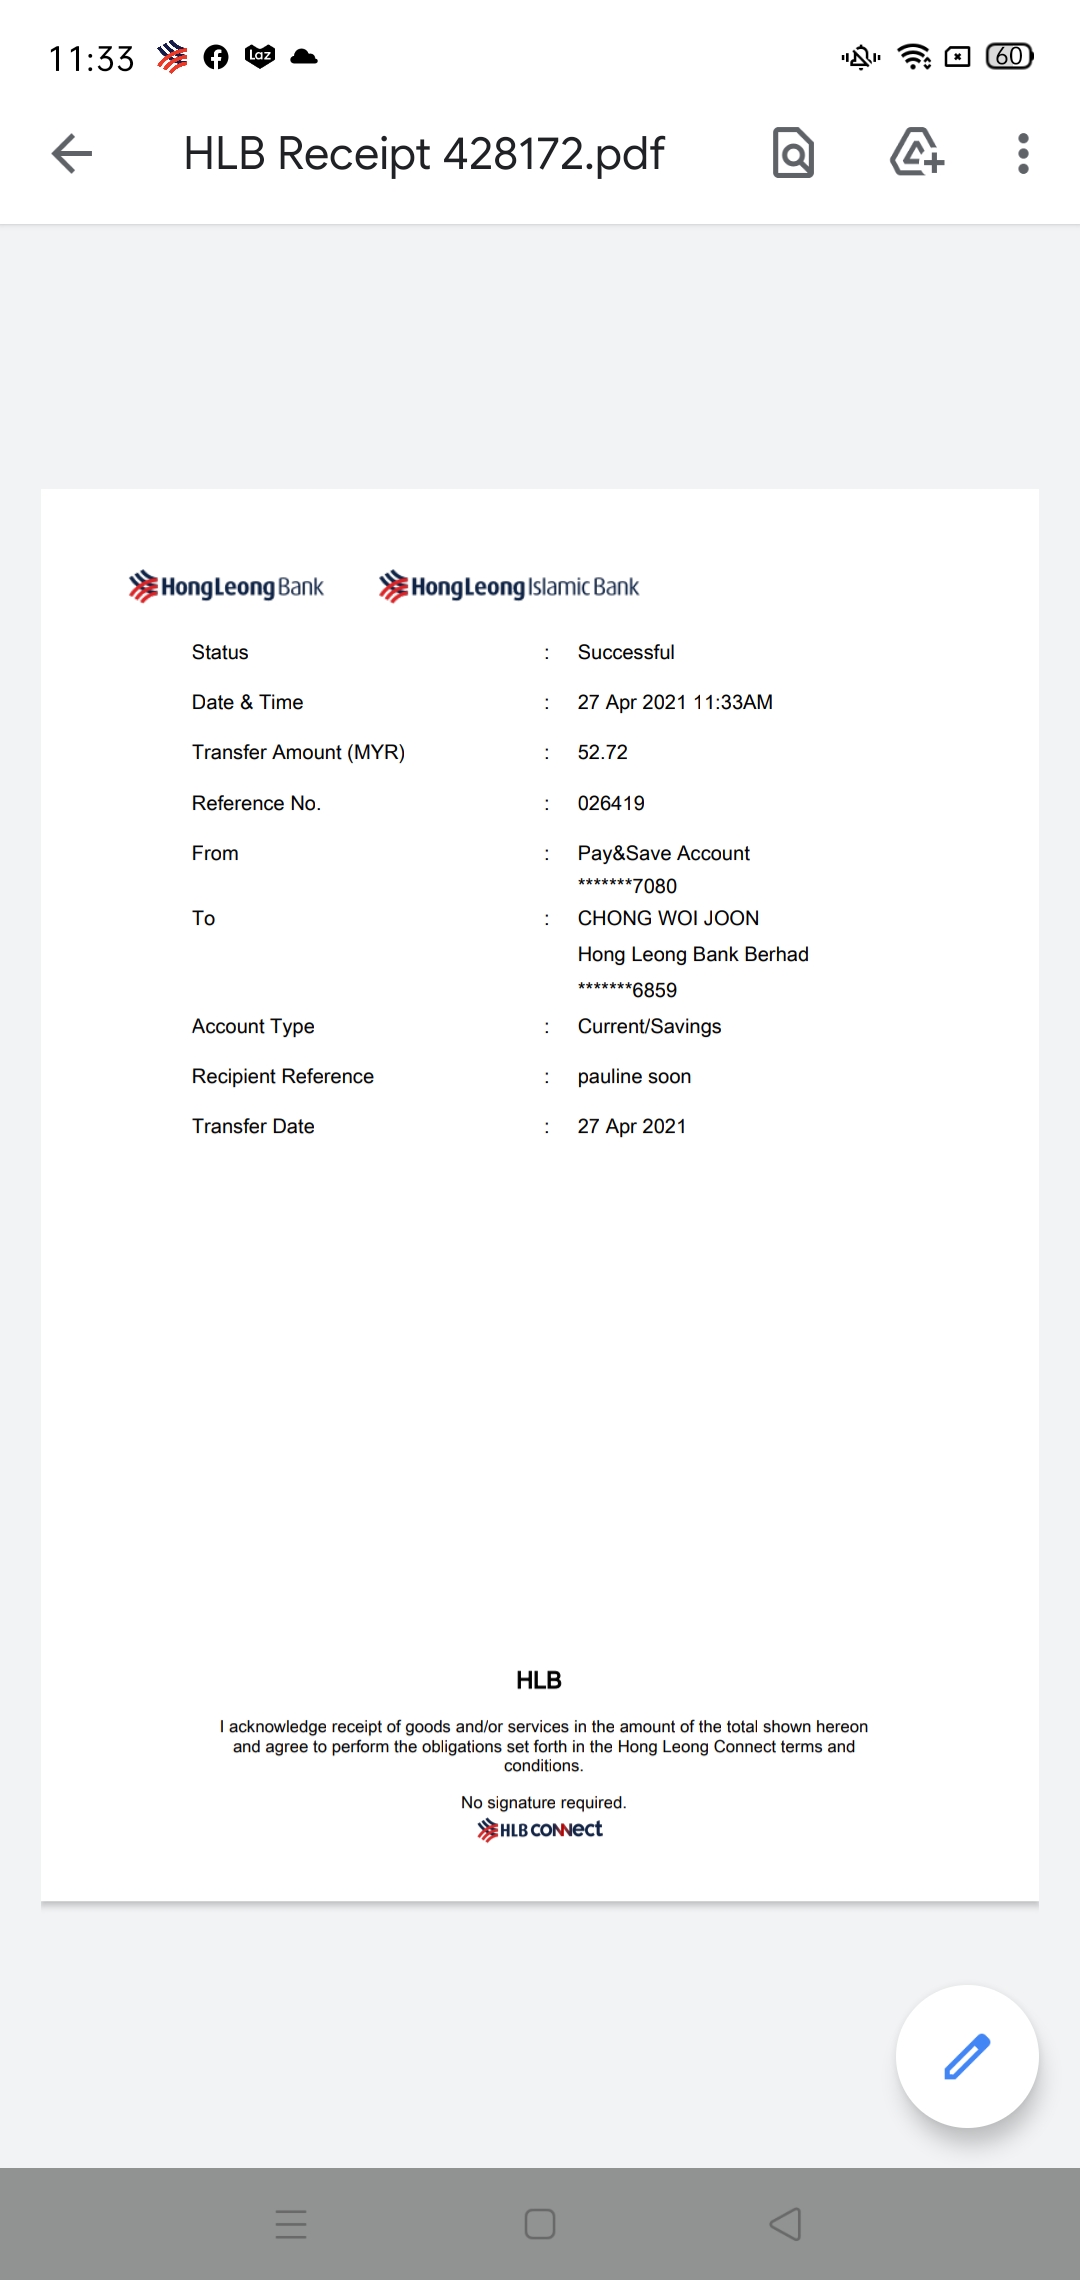 11:33 Laz 60
HLB Receipt 428172.pdf
HongLeong Bank HongLeong Islamic Bank
Status : Successful
Date & Time : 27 Apr 2021 11:33AM
Transfer Amount (MYR) : 52.72
Reference No. : 026419
From : Pay&Save Account
*******7080
To : CHONG WOI JOON
Hong Leong Bank Berhad
*******6859
Account Type : Current/Savings
Recipient Reference : pauline soon
Transfer Date : 27 Apr 2021
HLB
I acknowledge receipt of goods and/or services in the amount of the total shown hereon
and agree to perform the obligations set forth in the Hong Leong Connect terms and
conditions.
No signature required.
HLB CONNect